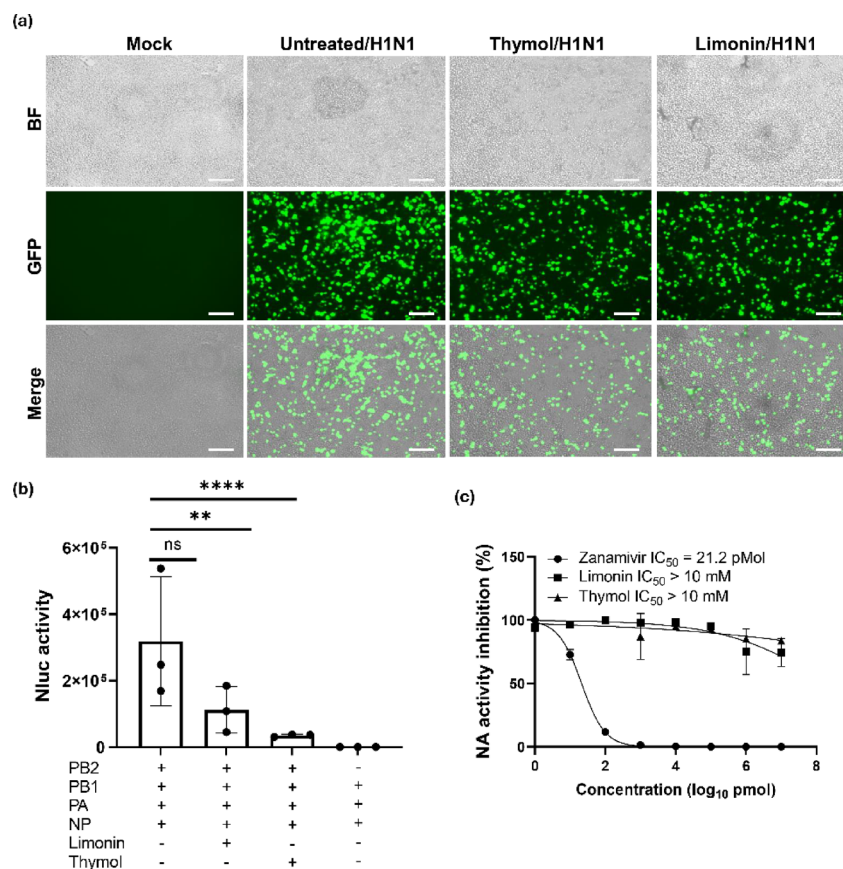 (a)
Mock Untreated/H1N1 Thymol/H1N1 Limonin/H1N1
BF
GFP
Merge
(b)
****
**
ns
Nluc activity
6×10⁵
4×10⁵
2×10⁵
0
PB2 + + + -
PB1 + + + +
PA + + + +
NP + + + +
Limonin - + - -
Thymol - - + -
(c)
NA activity inhibition (%)
150
100
50
0
Zanamivir IC₅₀ = 21.2 pMol
Limonin IC₅₀ > 10 mM
Thymol IC₅₀ > 10 mM
0 2 4 6 8
Concentration (log₁₀ pmol)